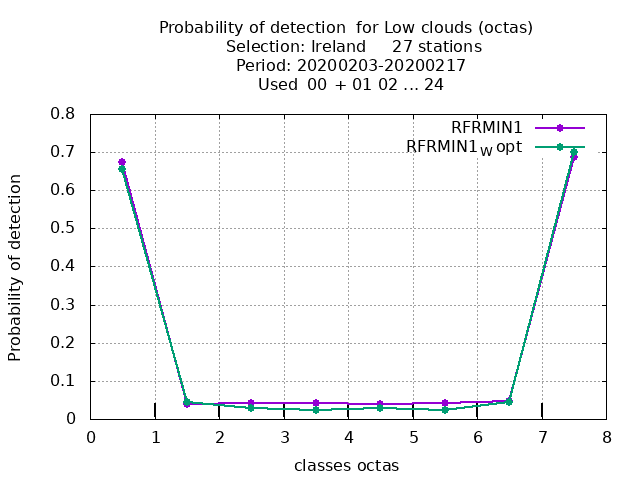 Probability of detection  for Low clouds (octas)
Selection: Ireland     27 stations
Period: 20200203-20200217
Used  00  + 01 02 ... 24
RFRMIN1
RFRMIN1W opt
Probability of detection
0.8
0.7
0.6
0.5
0.4
0.3
0.2
0.1
0
0 1 2 3 4 5 6 7 8
classes octas